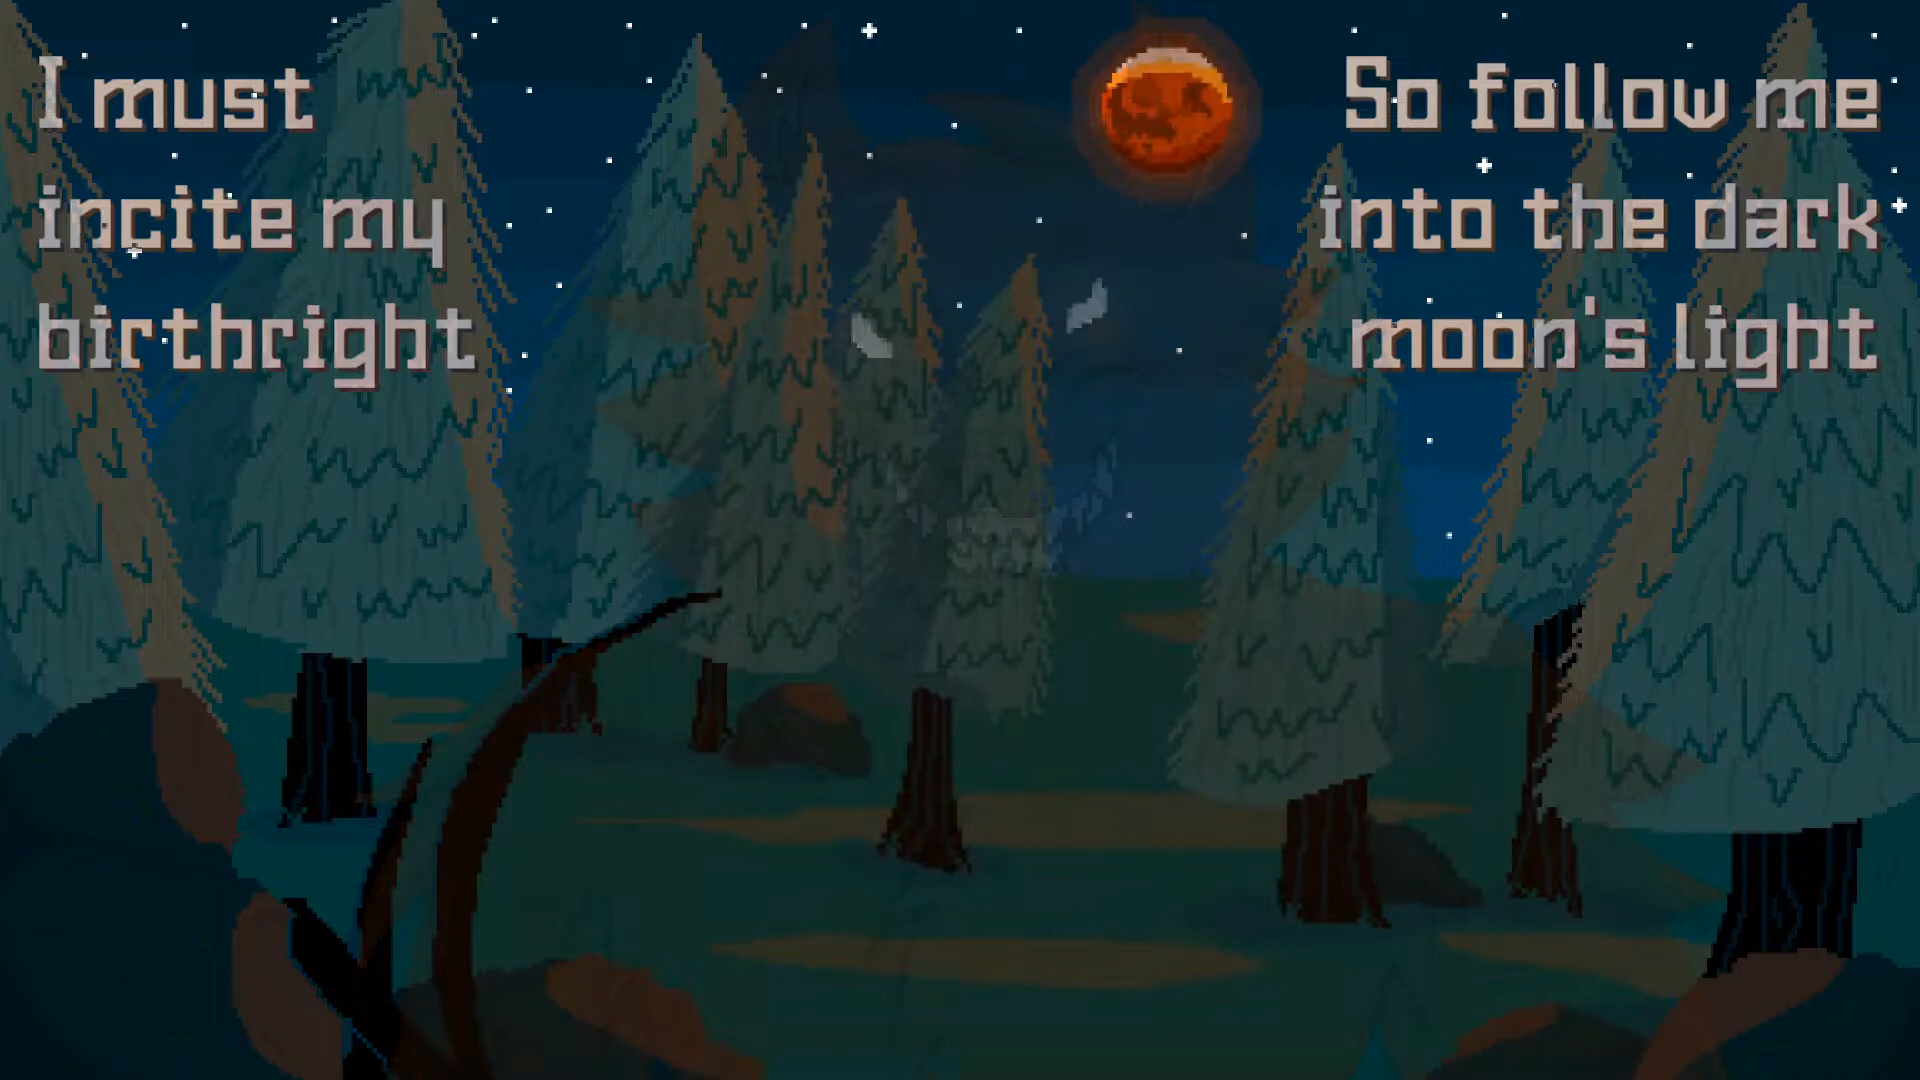 I must
incite my
birthright
So follow me
into the dark
moon's light